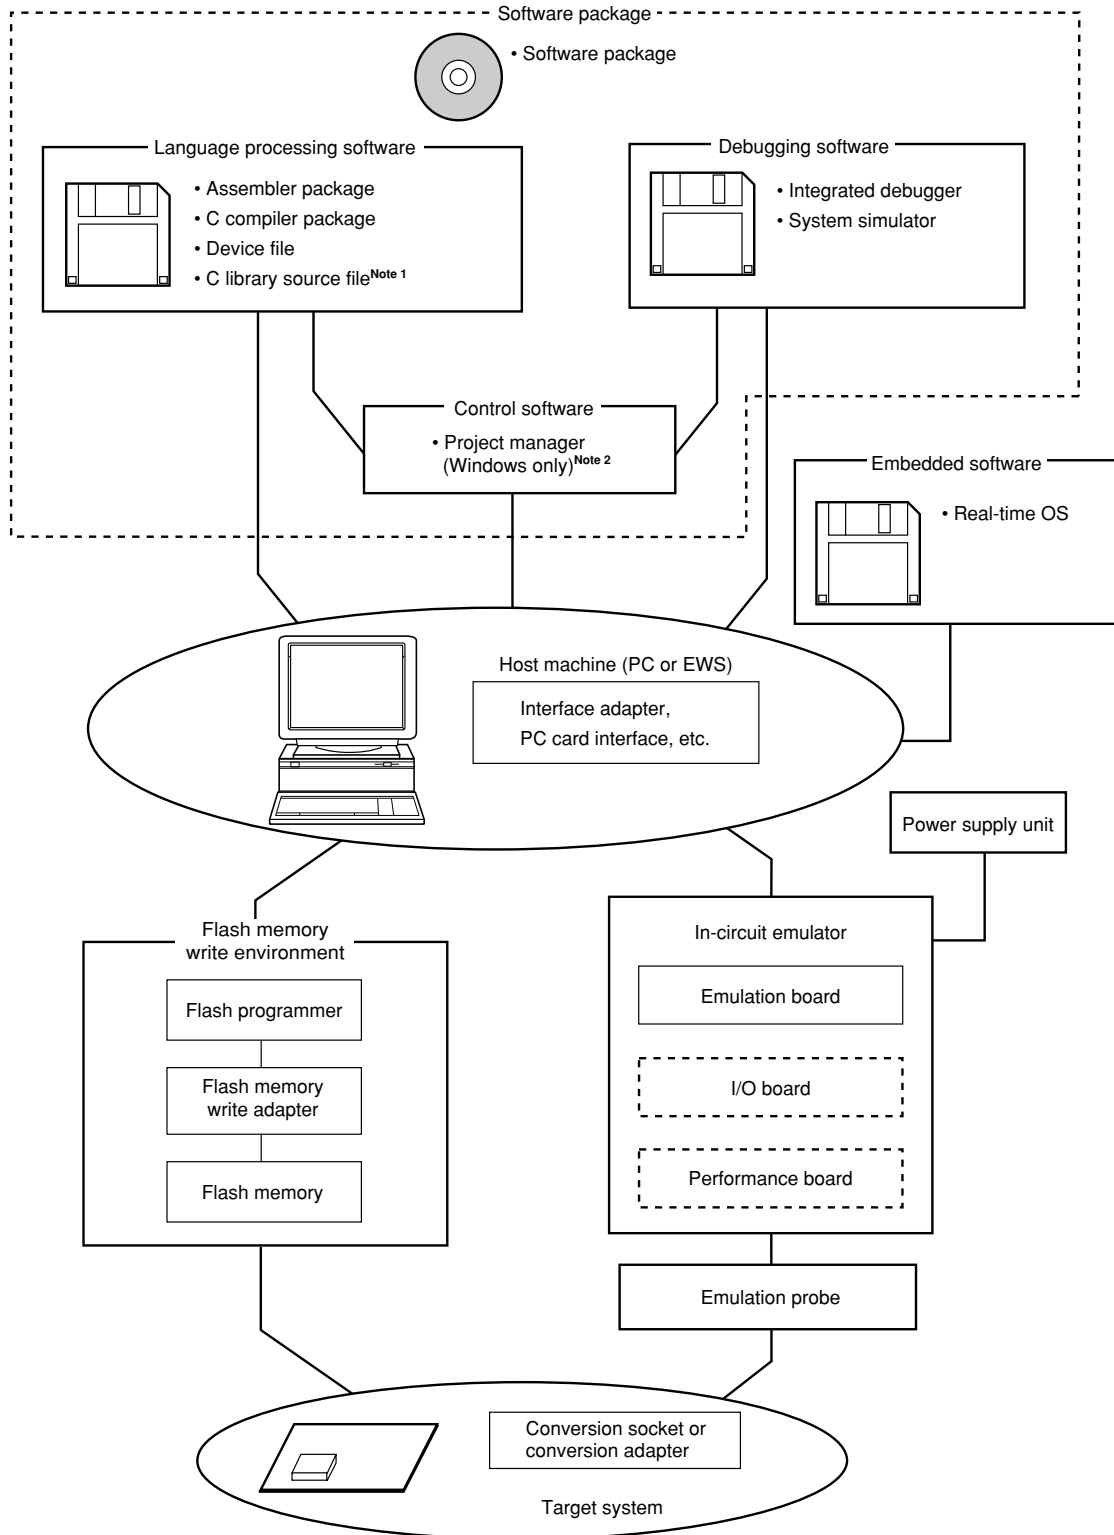 Software package
• Software package
Language processing software
• Assembler package
• C compiler package
• Device file
• C library source fileNote 1
Debugging software
• Integrated debugger
• System simulator
Control software
• Project manager
(Windows only)Note 2
Embedded software
• Real-time OS
Host machine (PC or EWS)
Interface adapter,
PC card interface, etc.
Power supply unit
Flash memory
write environment
Flash programmer
Flash memory
write adapter
Flash memory
In-circuit emulator
Emulation board
I/O board
Performance board
Emulation probe
Conversion socket or
conversion adapter
Target system